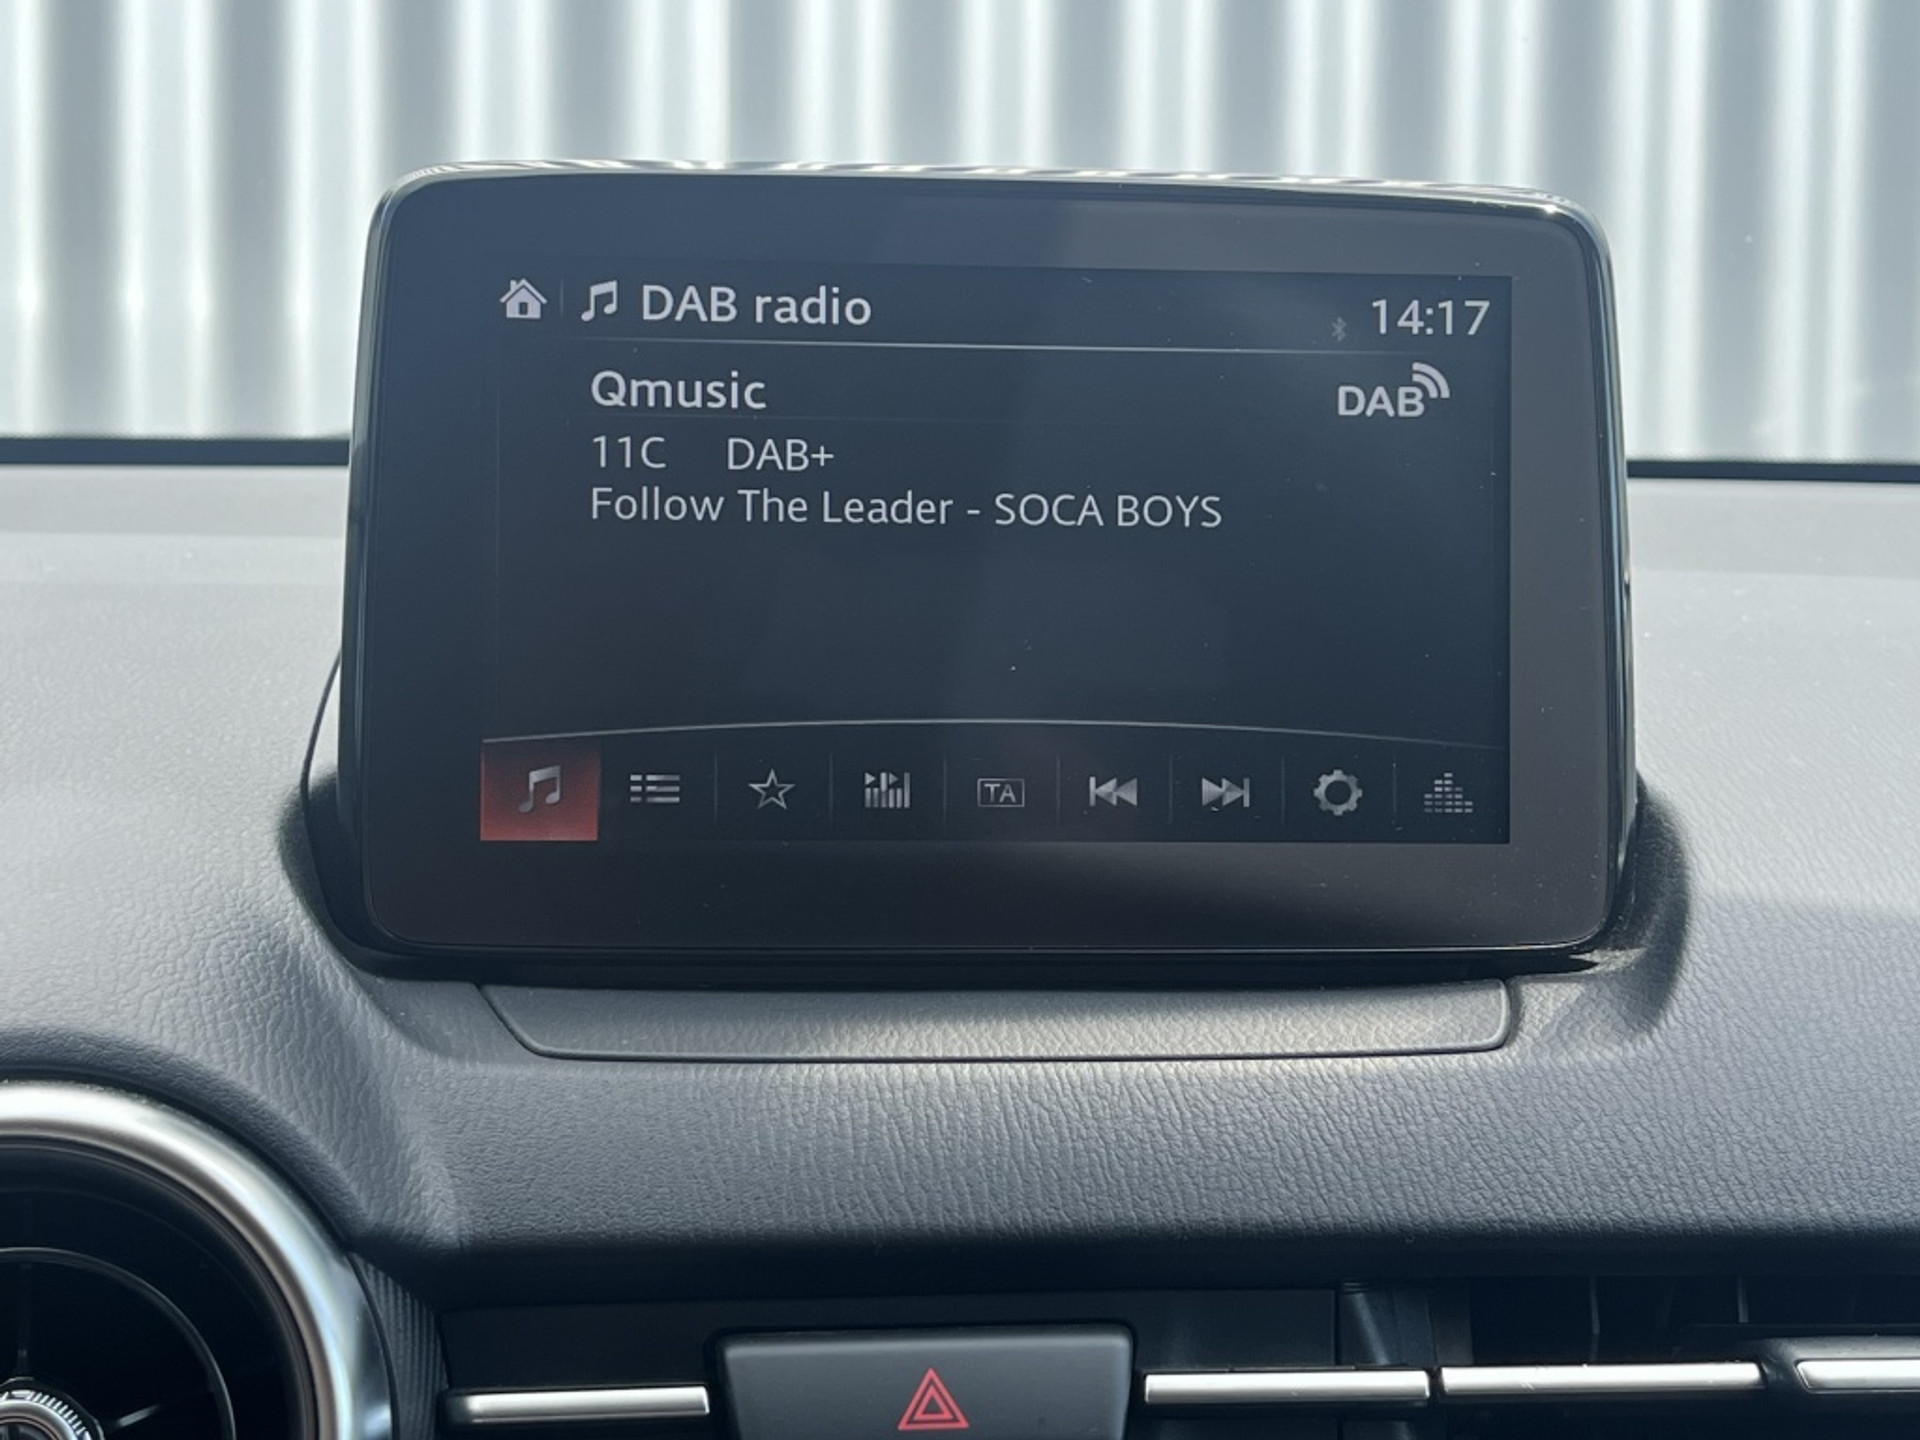 DAB radio
14:17
Qmusic
DAB
11C DAB+
Follow The Leader - SOCA BOYS
TA